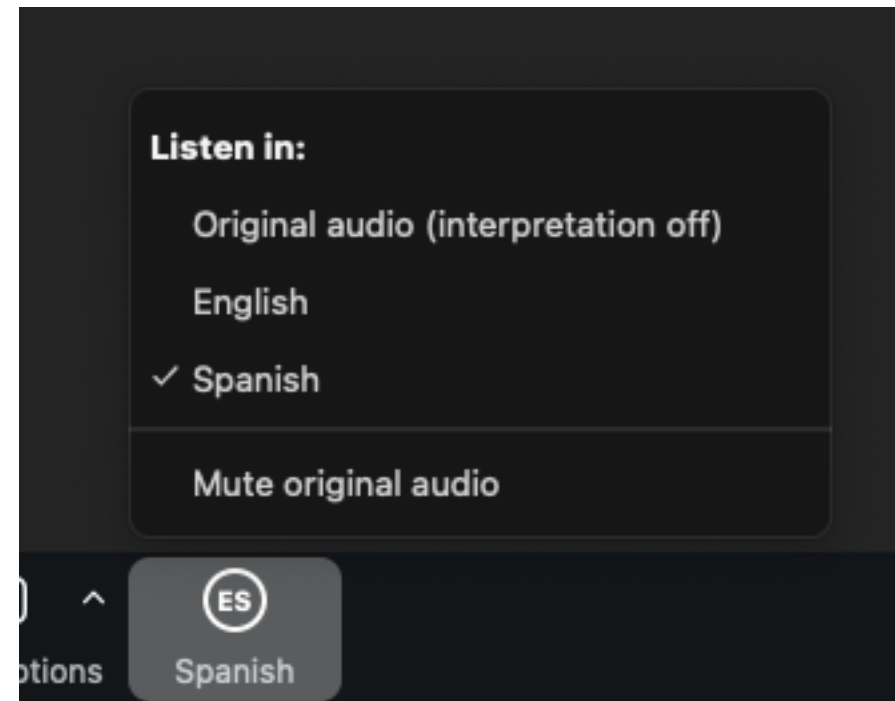 Listen in:
Original audio (interpretation off)
English
✓ Spanish
Mute original audio
ES
Spanish